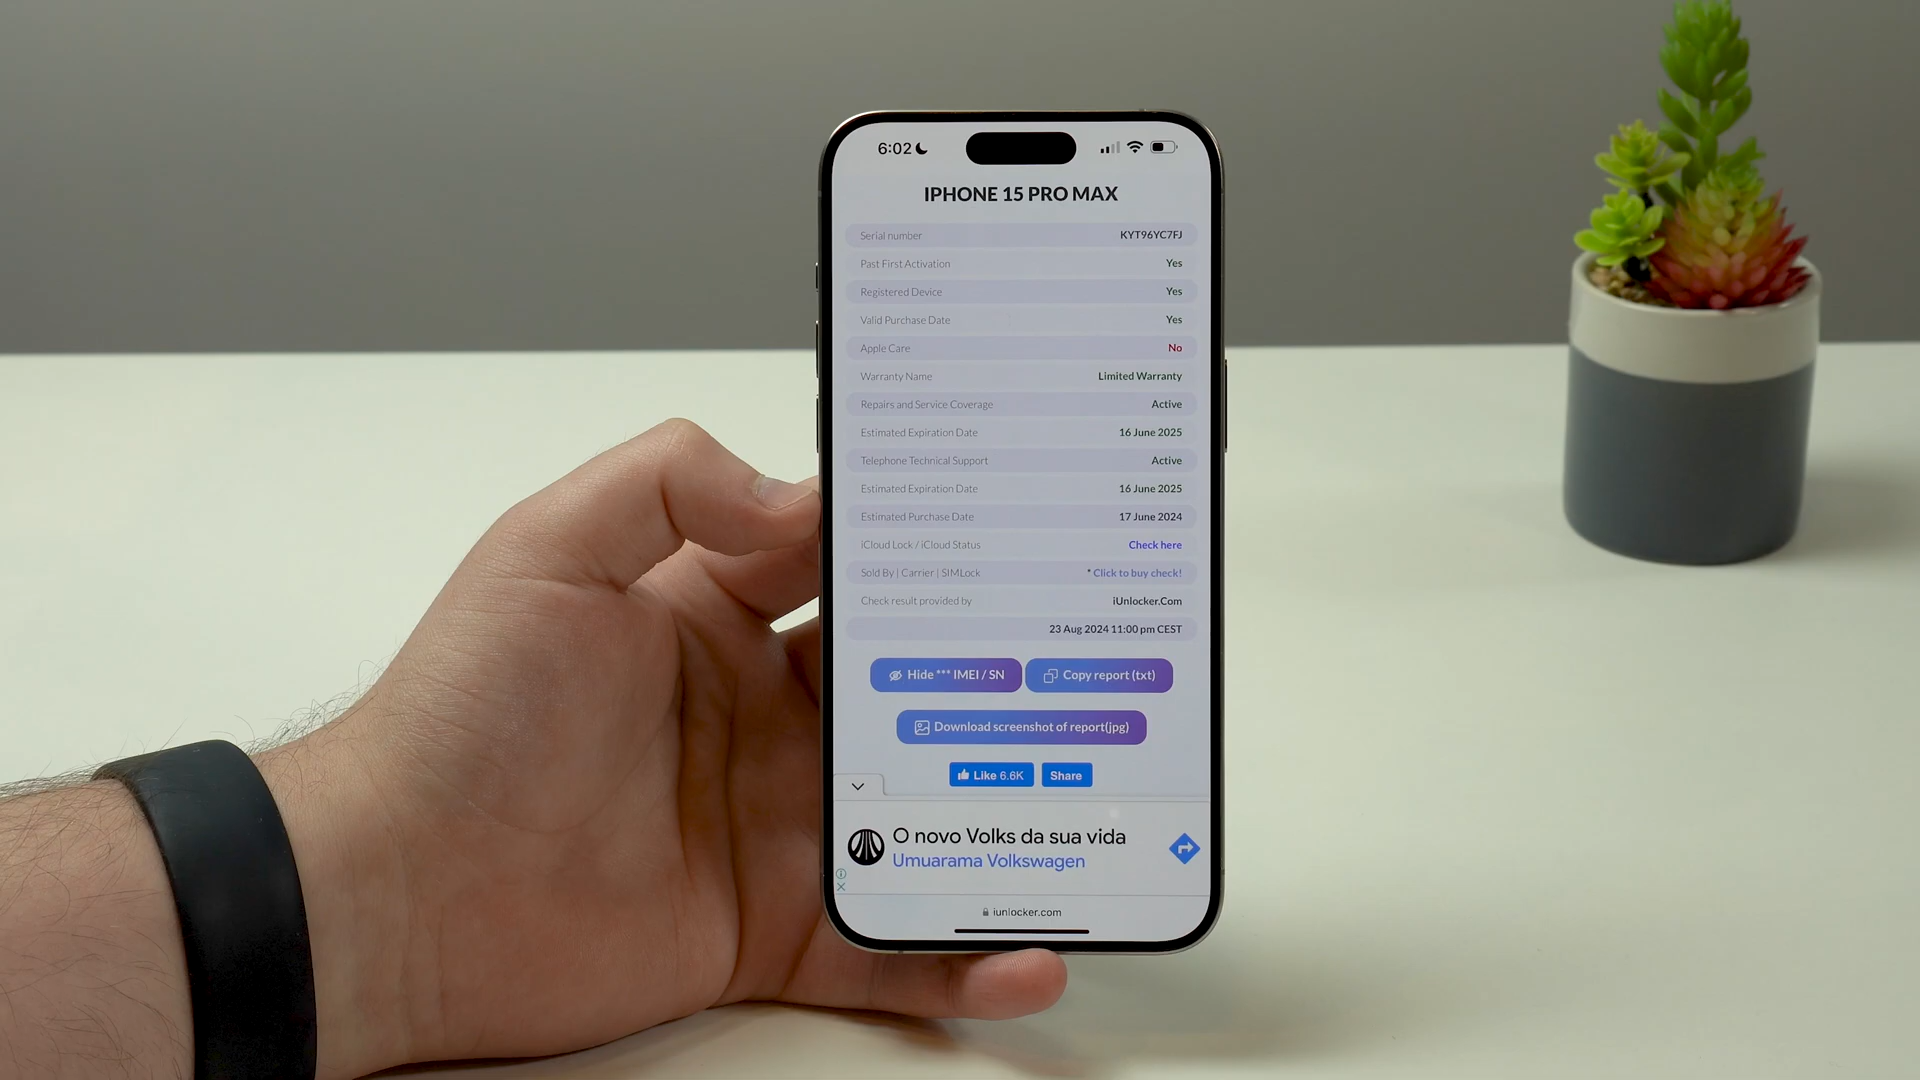 6:02
IPHONE 15 PRO MAX
Serial number KYT96YC7FJ
Past First Activation Yes
Registered Device Yes
Valid Purchase Date Yes
Apple Care No
Warranty Name Limited Warranty
Repairs and Service Coverage Active
Estimated Expiration Date 16 June 2025
Telephone Technical Support Active
Estimated Expiration Date 16 June 2025
Estimated Purchase Date 17 June 2024
iCloud Lock / iCloud Status Check here
Sold By | Carrier | SIMLock * Click to buy check!
Check result provided by iUnlocker.Com
23 Aug 2024 11:00 pm CEST
Hide *** IMEI / SN Copy report (txt)
Download screenshot of report(jpg)
Like 6.6K Share
O novo Volks da sua vida
Umuarama Volkswagen
iunlocker.com